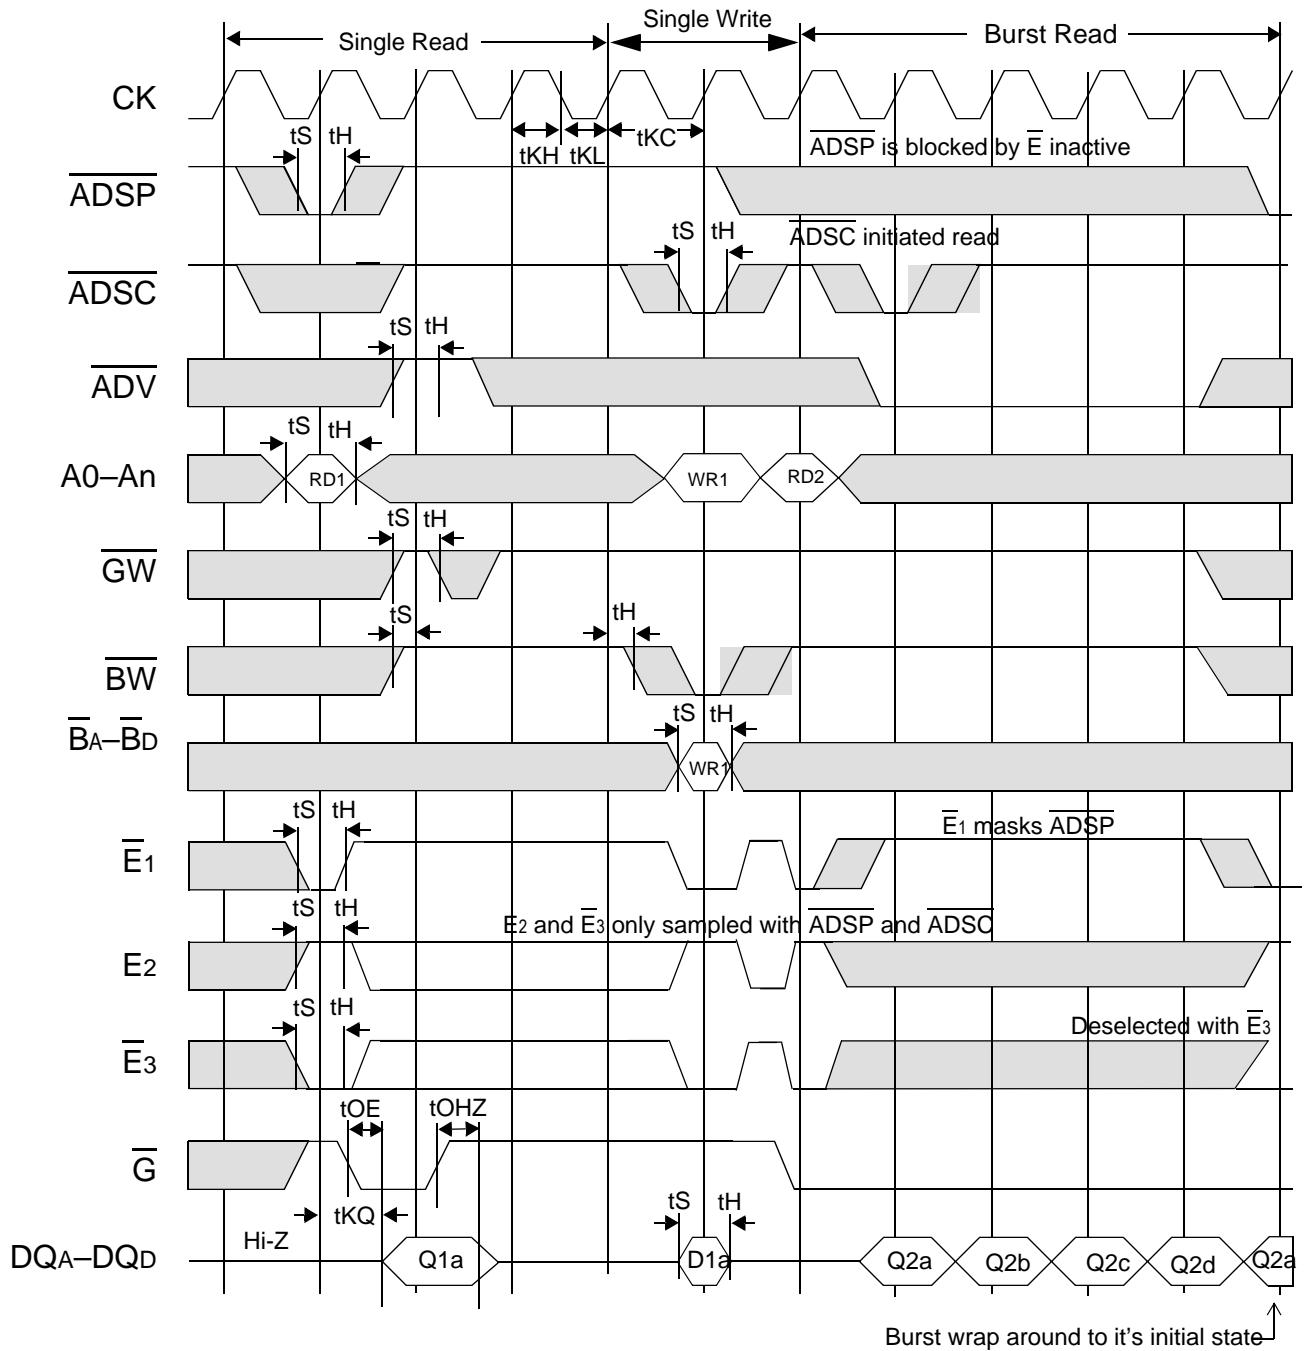 Single Read
Single Write
Burst Read
CK
tS tH
tKH tKL tKC
ADSP is blocked by E inactive
ADSP
tS tH
ADSC initiated read
ADSC
tS tH
ADV
tS tH
A0–An
RD1
WR1
RD2
tS tH
GW
tS
tH
BW
BA–BD
tS tH
WR1
tS tH
E1 masks ADSP
E1
tS tH
E2 and E3 only sampled with ADSP and ADSC
E2
tS tH
Deselected with E3
E3
tOE tOHZ
G
tKQ
tS tH
Hi-Z
DQA–DQD
Q1a
D1a
Q2a
Q2b
Q2c
Q2d
Q2a
Burst wrap around to it's initial state